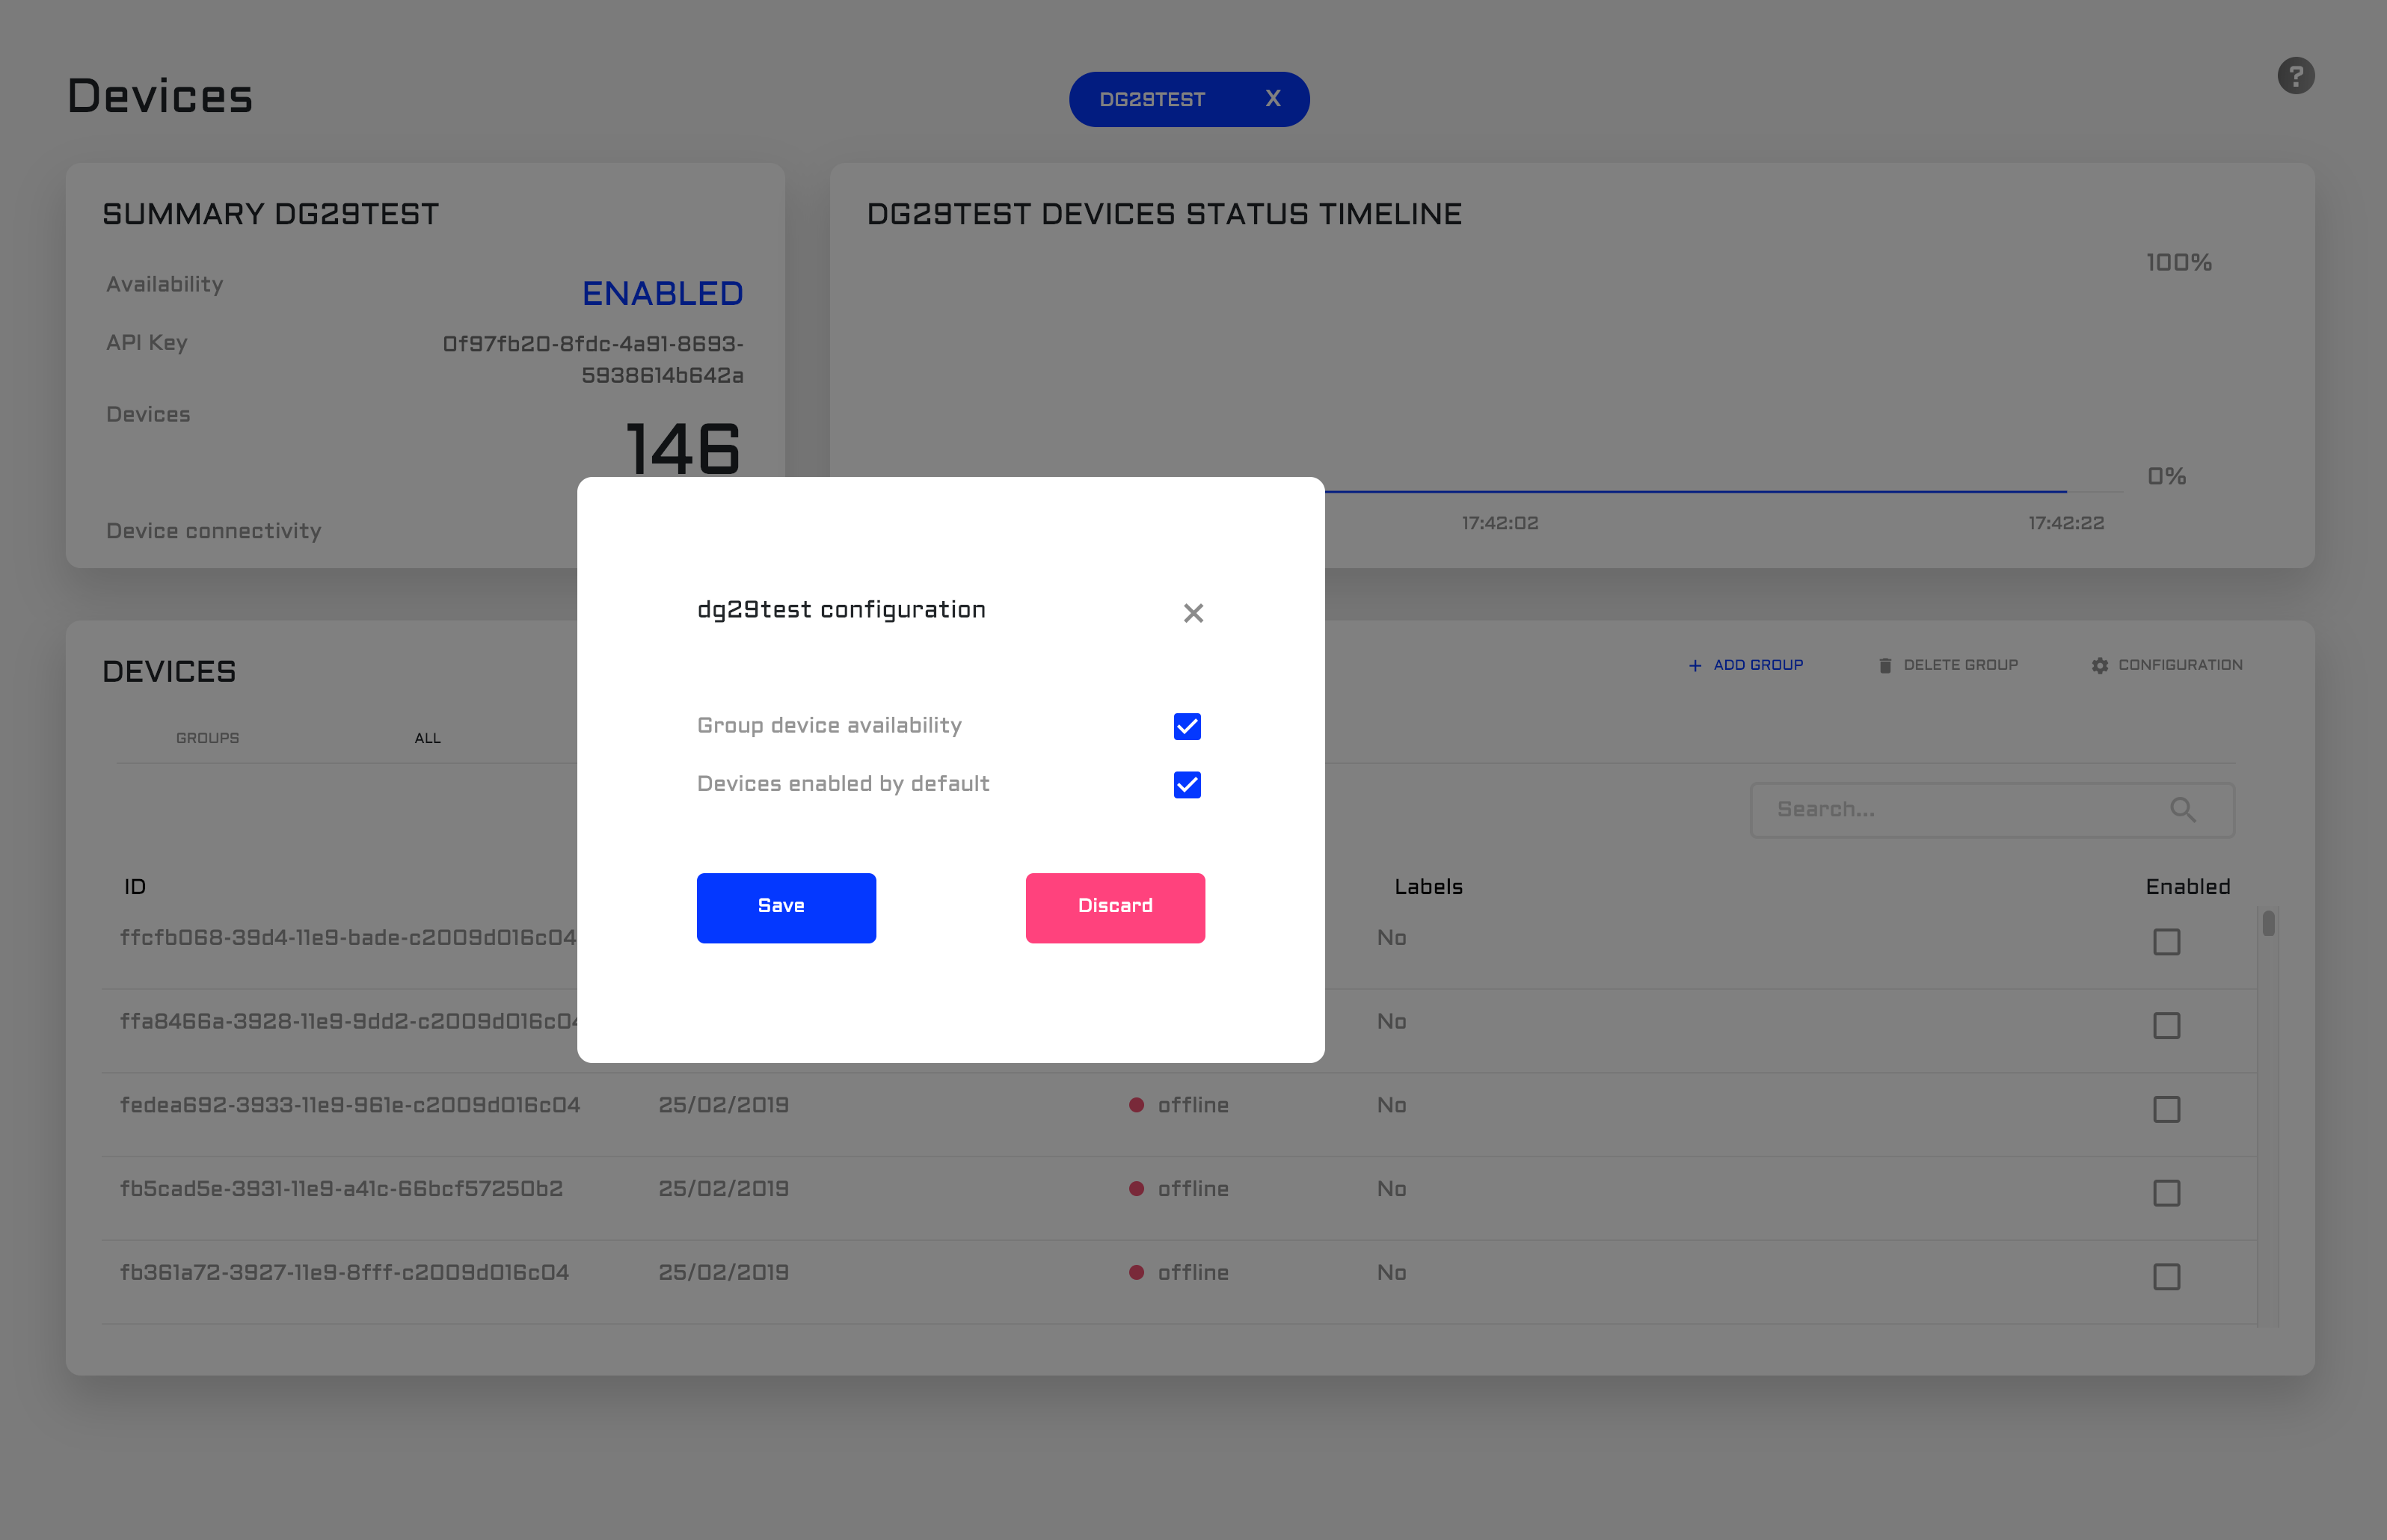 Devices
DG29TEST X
?
SUMMARY DG29TEST
Availability
ENABLED
API Key
0f97fb20-8fdc-4a91-8693-
5938614b642a
Devices
146
Device connectivity
DG29TEST DEVICES STATUS TIMELINE
100%
0%
17:42:02 17:42:22
dg29test configuration
Group device availability
Devices enabled by default
Save Discard
DEVICES
+ ADD GROUP DELETE GROUP CONFIGURATION
GROUPS ALL
Search...
ID Labels Enabled
ffcfb068-39d4-11e9-bade-c2009d016c04 No
ffa8466a-3928-11e9-9dd2-c2009d016c04 No
fedea692-3933-11e9-961e-c2009d016c04 25/02/2019 offline No
fb5cad5e-3931-11e9-a41c-66bcf57250b2 25/02/2019 offline No
fb361a72-3927-11e9-8fff-c2009d016c04 25/02/2019 offline No